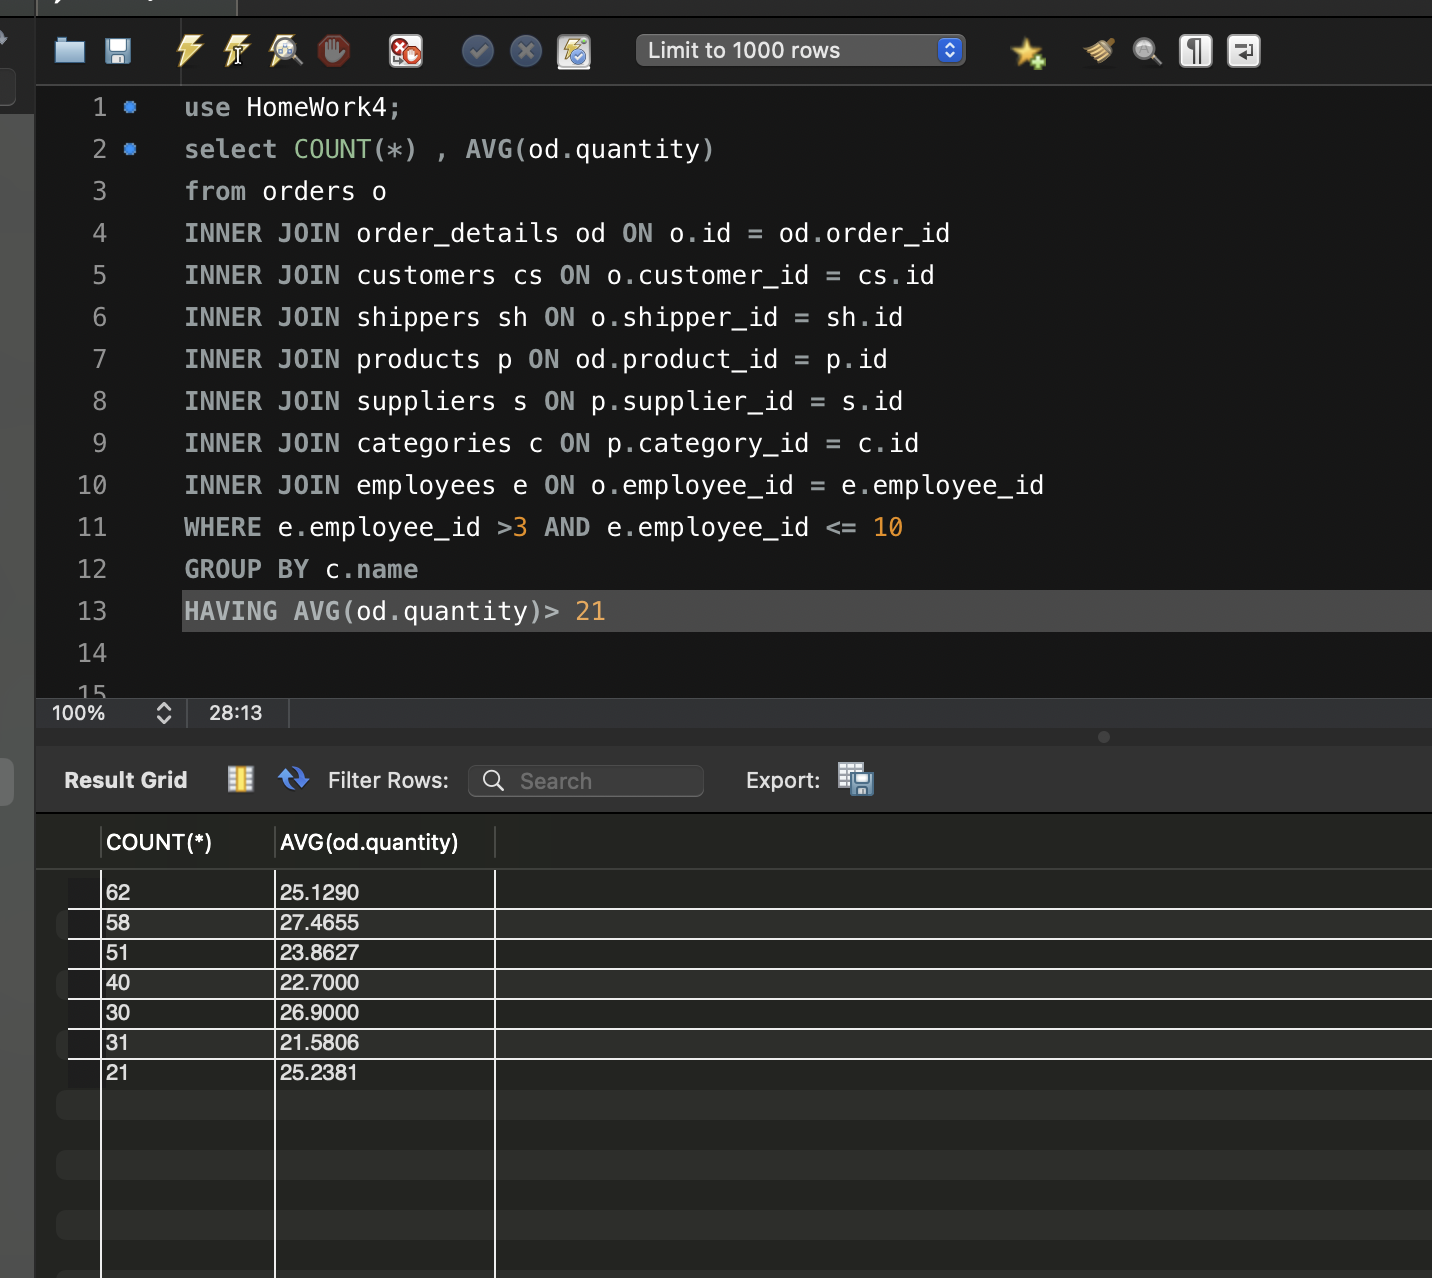 Limit to 1000 rows
1 use HomeWork4;
2 select COUNT(*) , AVG(od.quantity)
3 from orders o
4 INNER JOIN order_details od ON o.id = od.order_id
5 INNER JOIN customers cs ON o.customer_id = cs.id
6 INNER JOIN shippers sh ON o.shipper_id = sh.id
7 INNER JOIN products p ON od.product_id = p.id
8 INNER JOIN suppliers s ON p.supplier_id = s.id
9 INNER JOIN categories c ON p.category_id = c.id
10 INNER JOIN employees e ON o.employee_id = e.employee_id
11 WHERE e.employee_id >3 AND e.employee_id <= 10
12 GROUP BY c.name
13 HAVING AVG(od.quantity)> 21
14
15
100% 28:13
Result Grid Filter Rows: Search Export:
COUNT(*) AVG(od.quantity)
62 25.1290
58 27.4655
51 23.8627
40 22.7000
30 26.9000
31 21.5806
21 25.2381